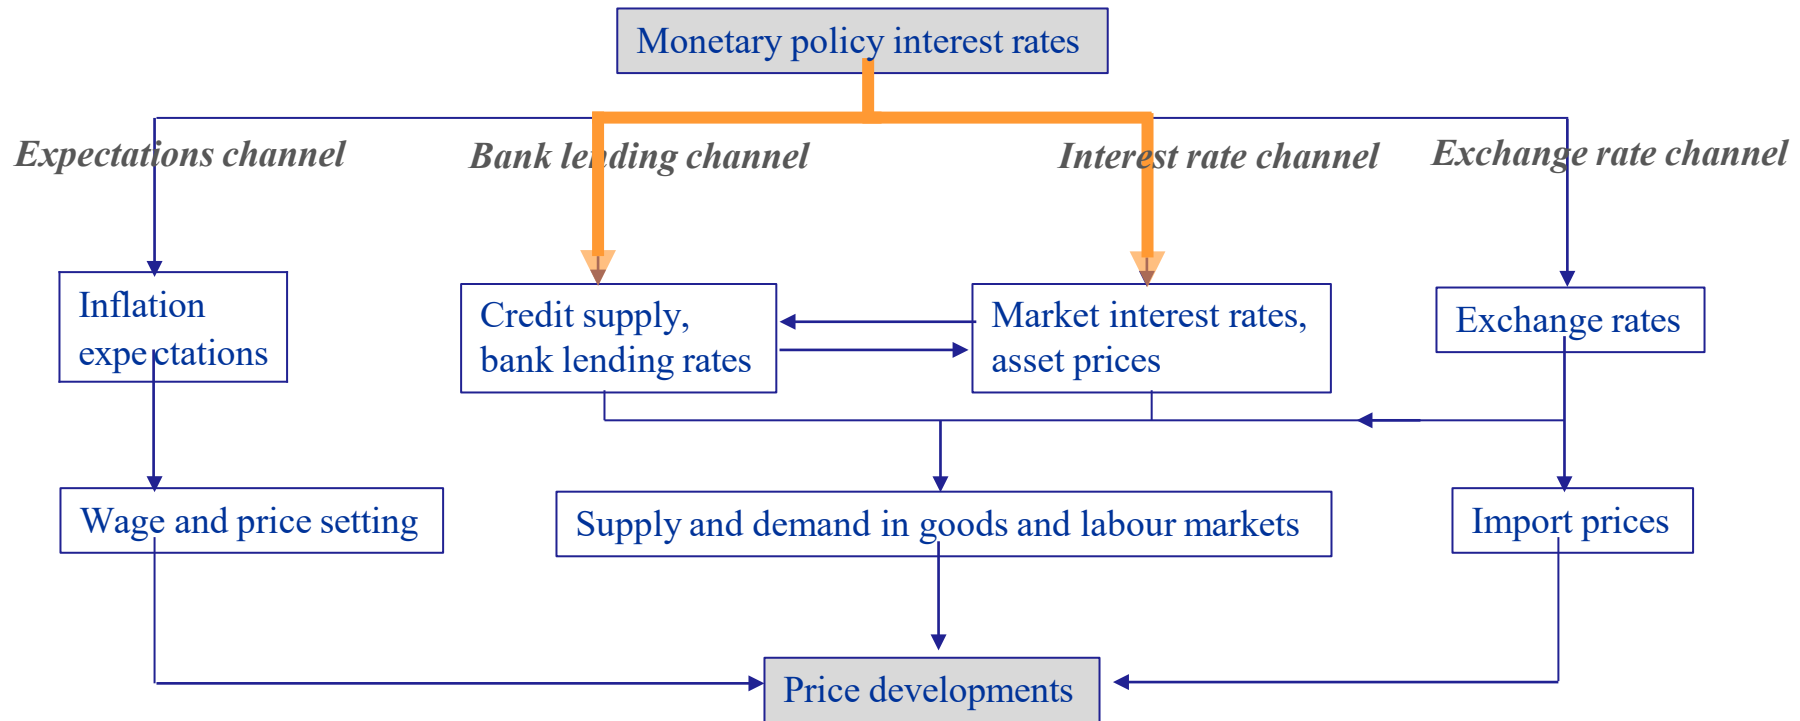 Monetary policy interest rates
Expectations channel
Bank lending channel
Interest rate channel
Exchange rate channel
Inflation
expectations
Credit supply,
bank lending rates
Market interest rates,
asset prices
Exchange rates
Wage and price setting
Supply and demand in goods and labour markets
Import prices
Price developments